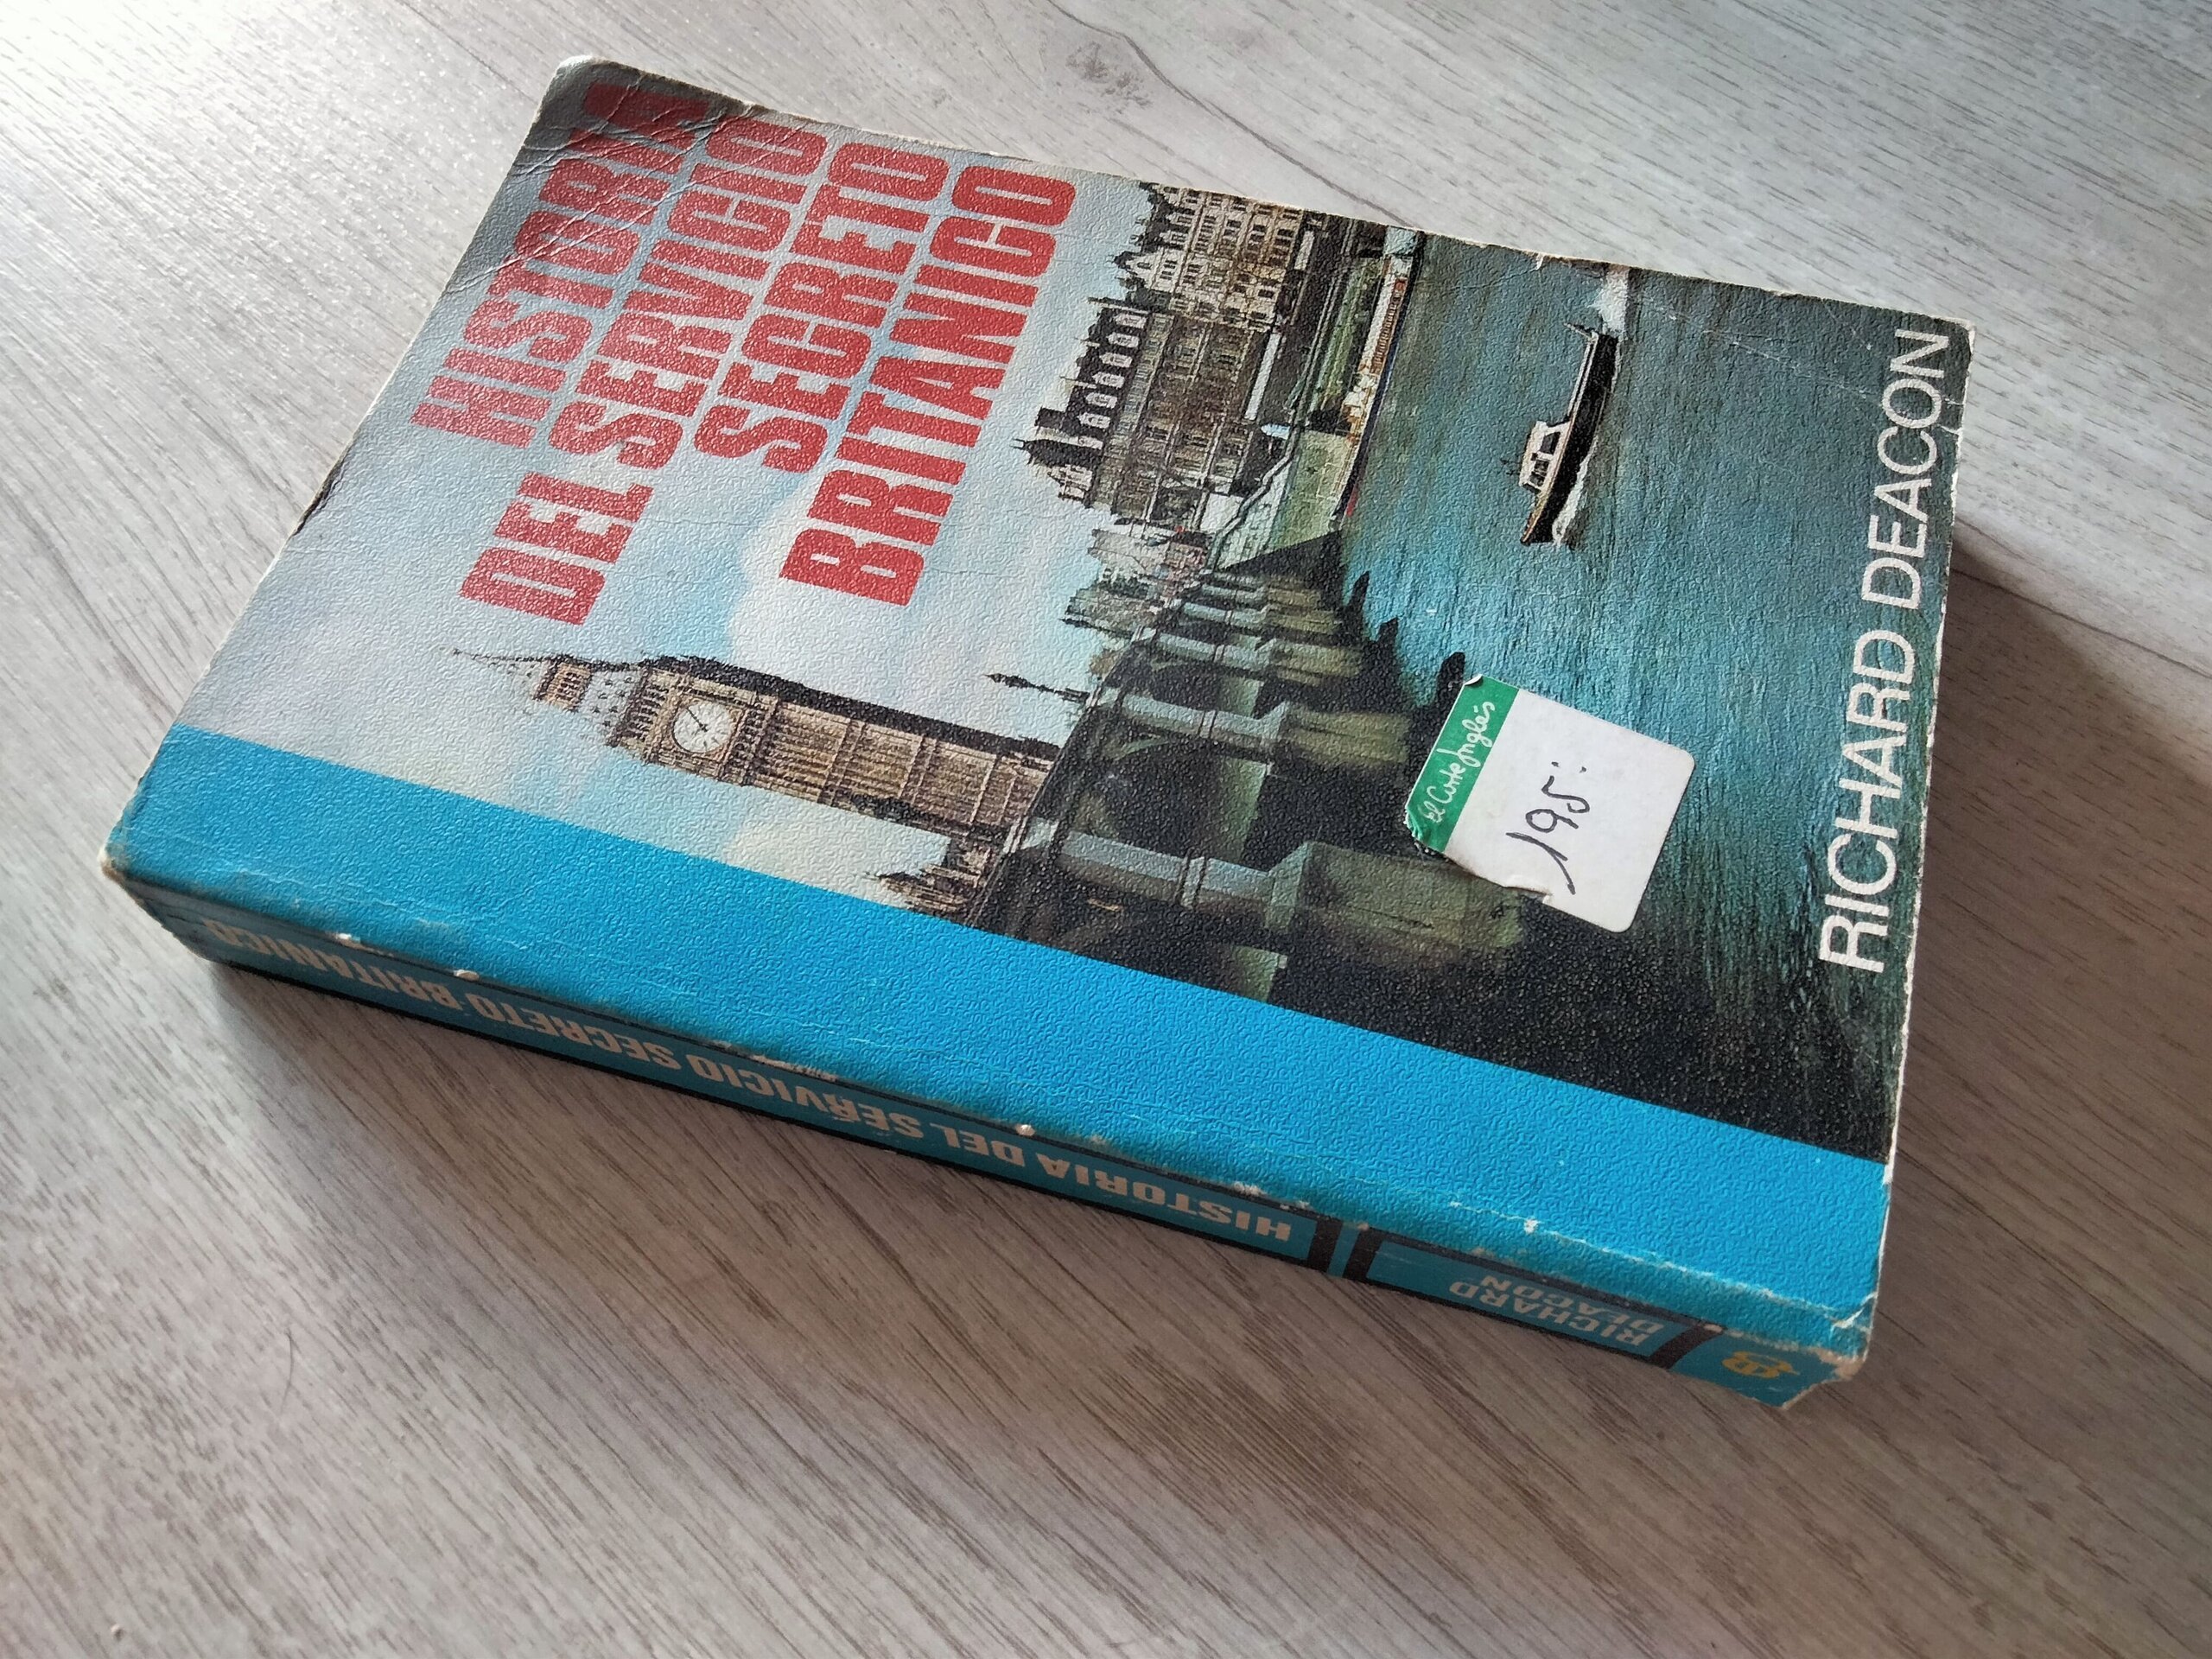 HISTORIA
DEL SERVICIO
SECRETO
BRITANICO
El Corte Inglés
195:
RICHARD DEACON
HISTORIA DEL SERVICIO SECRETO BRITANICO
RICHARD
DEACON